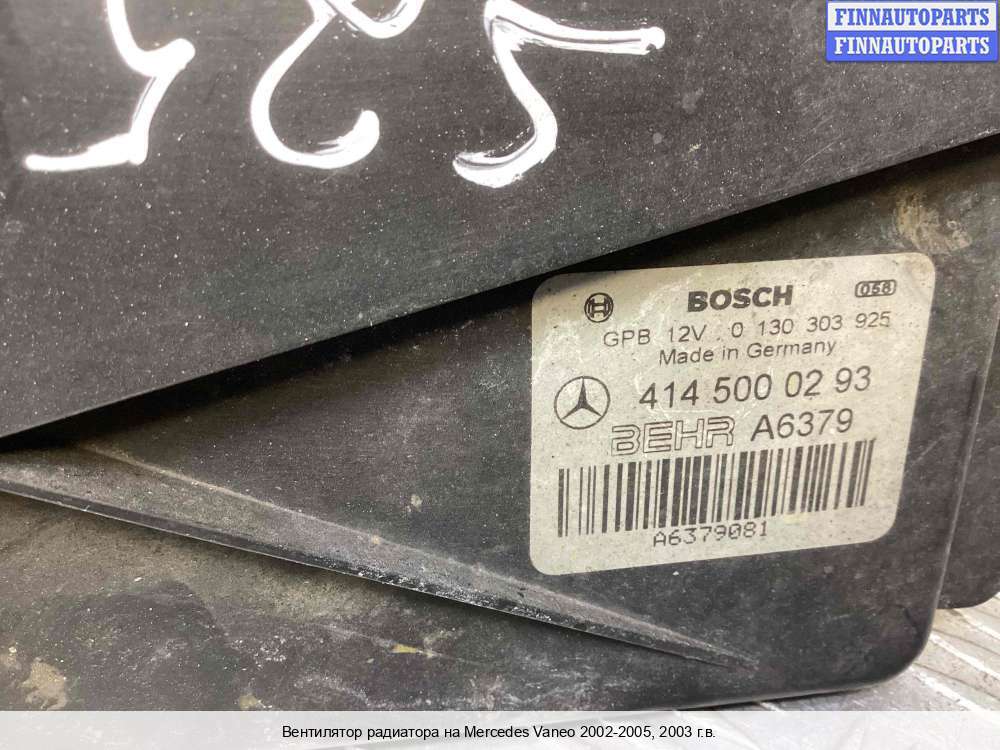 FINNAUTOPARTS
FINNAUTOPARTS
BOSCH 058
GPB 12V 0 130 303 925
Made in Germany
414 500 02 93
BEHR A6379
A6379081
Вентилятор радиатора на Mercedes Vaneo 2002-2005, 2003 г.в.